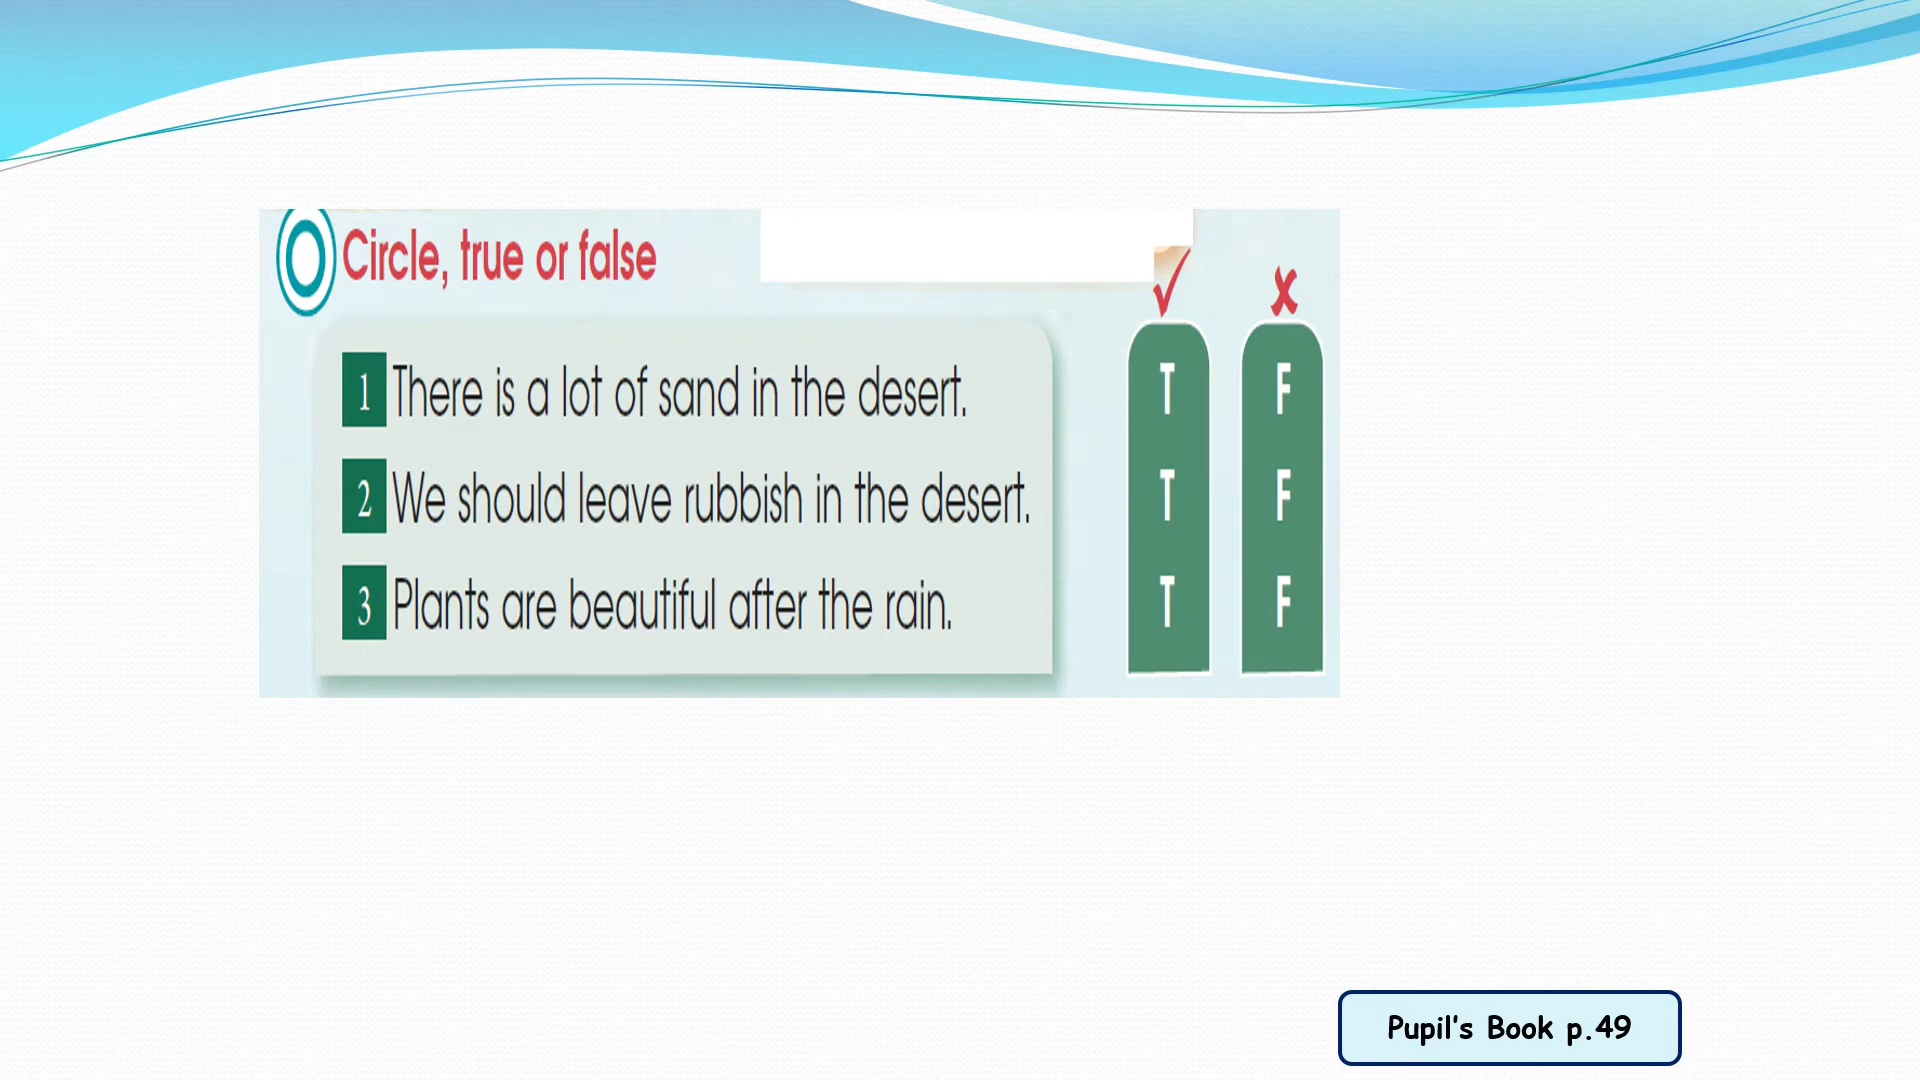 Circle, true or false
✓ ✗
1 There is a lot of sand in the desert. T F
2 We should leave rubbish in the desert. T F
3 Plants are beautiful after the rain. T F
Pupil's Book p.49